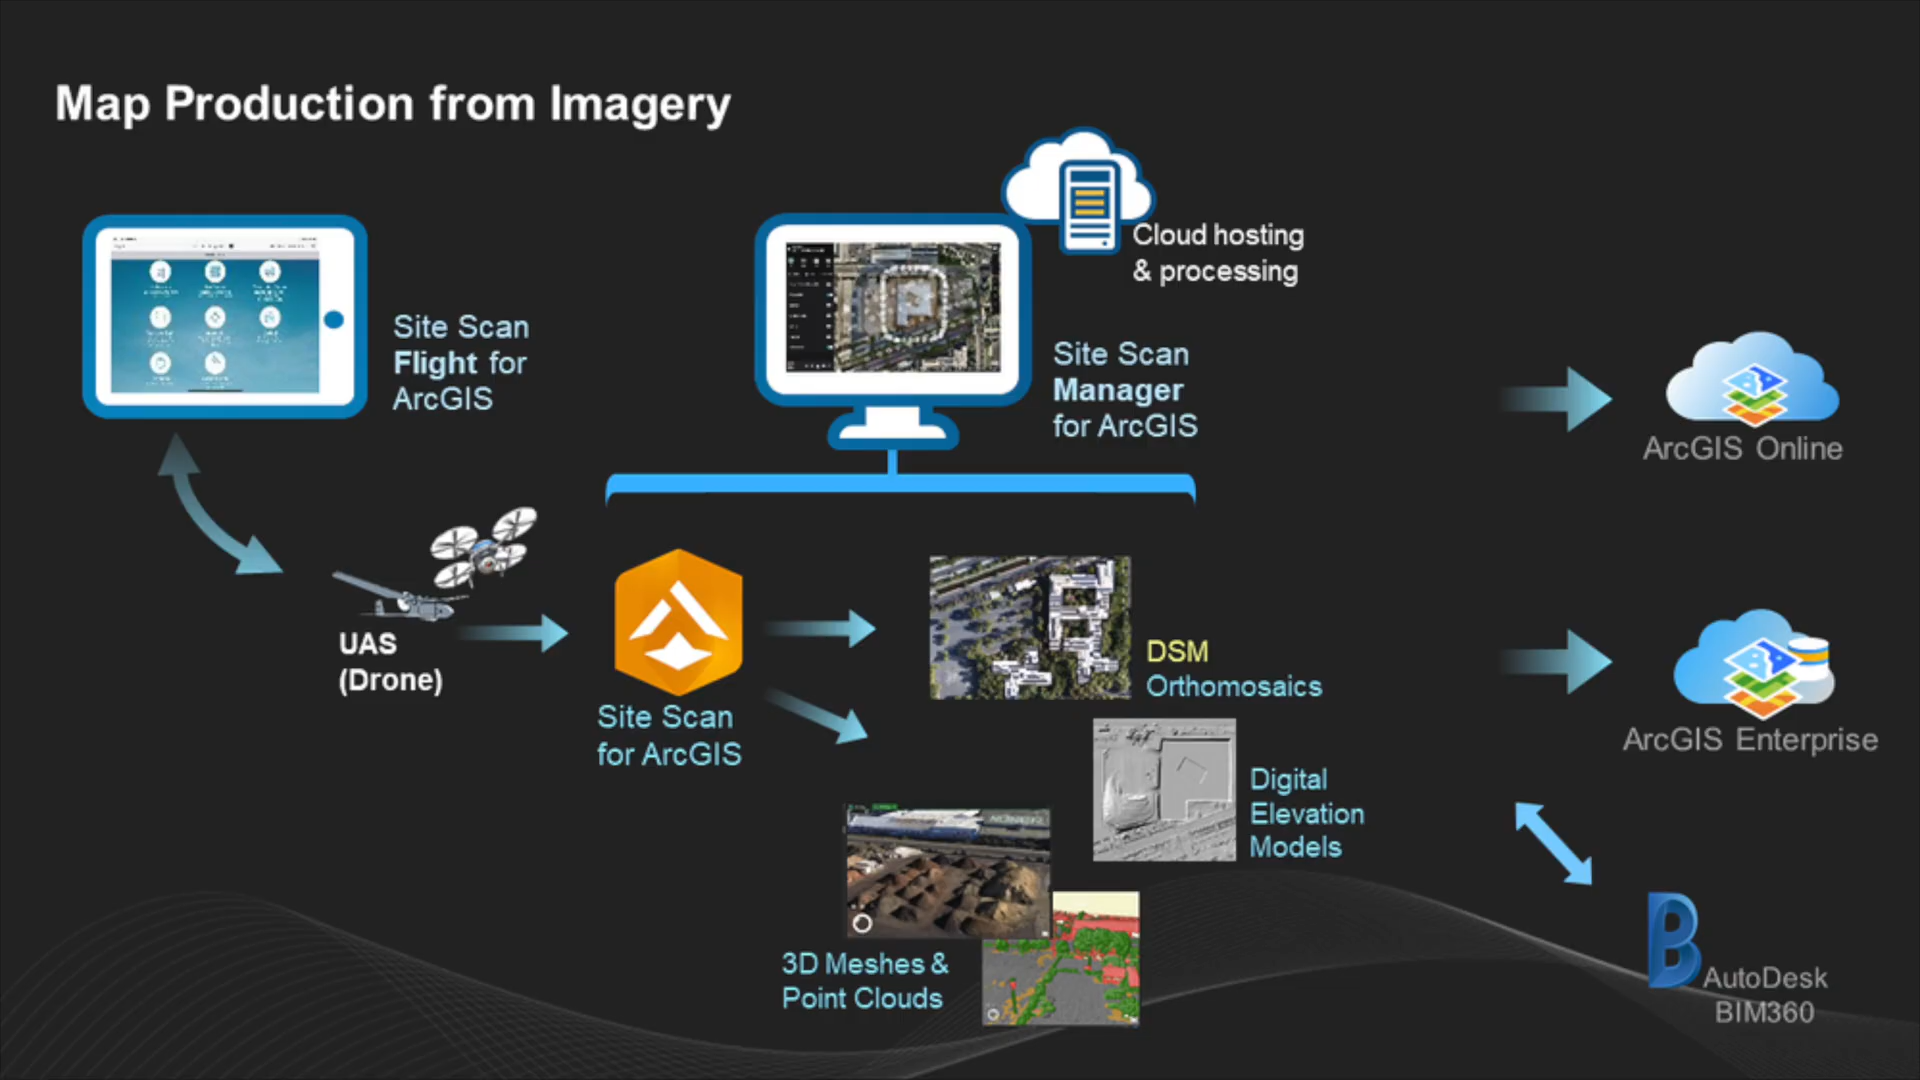 Map Production from Imagery
Cloud hosting
& processing
Site Scan
Flight for
ArcGIS
Site Scan
Manager
for ArcGIS
ArcGIS Online
UAS
(Drone)
Site Scan
for ArcGIS
DSM
Orthomosaics
ArcGIS Enterprise
Digital
Elevation
Models
3D Meshes &
Point Clouds
AutoDesk
BIM360